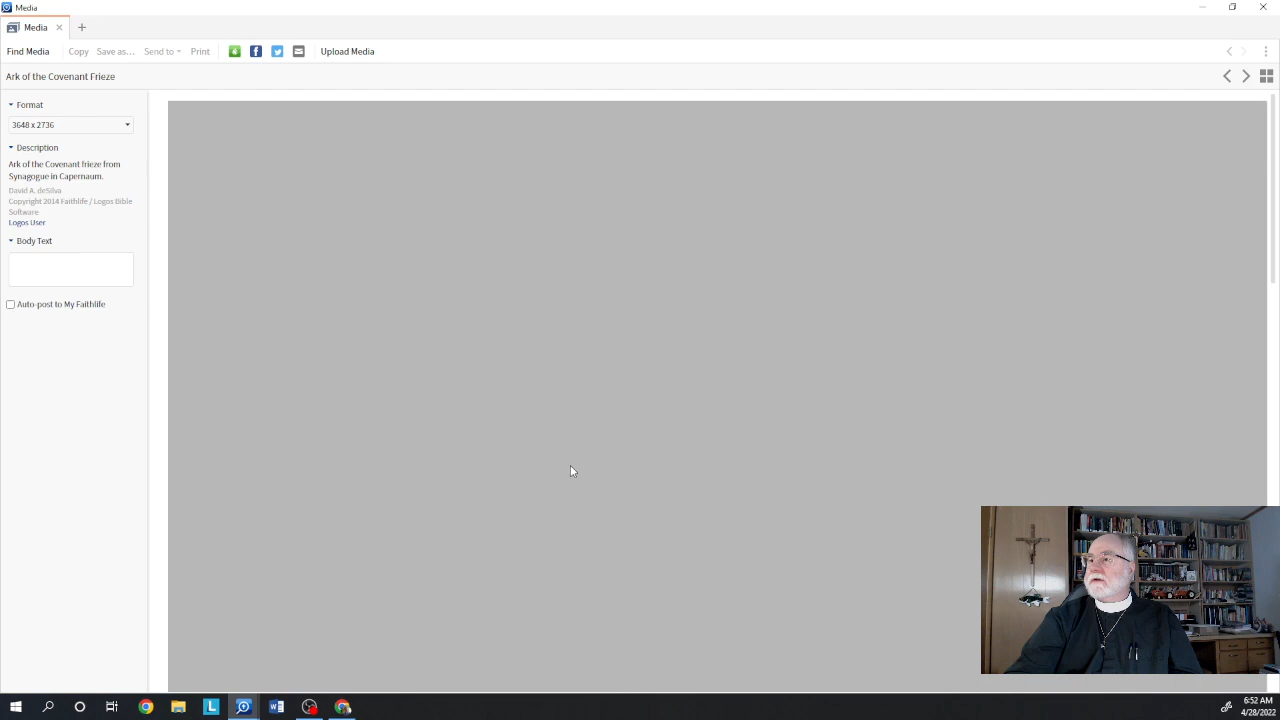 Media
Media
Find Media Copy Save as... Send to Print Upload Media
Ark of the Covenant Frieze
Format
3648 x 2736
Description
Ark of the Covenant frieze from
Synagogue in Capernaum.
David A. deSilva
Copyright 2014 Faithlife / Logos Bible
Software
Logos User
Body Text
Auto-post to My Faithlife
6:52 AM
4/28/2022